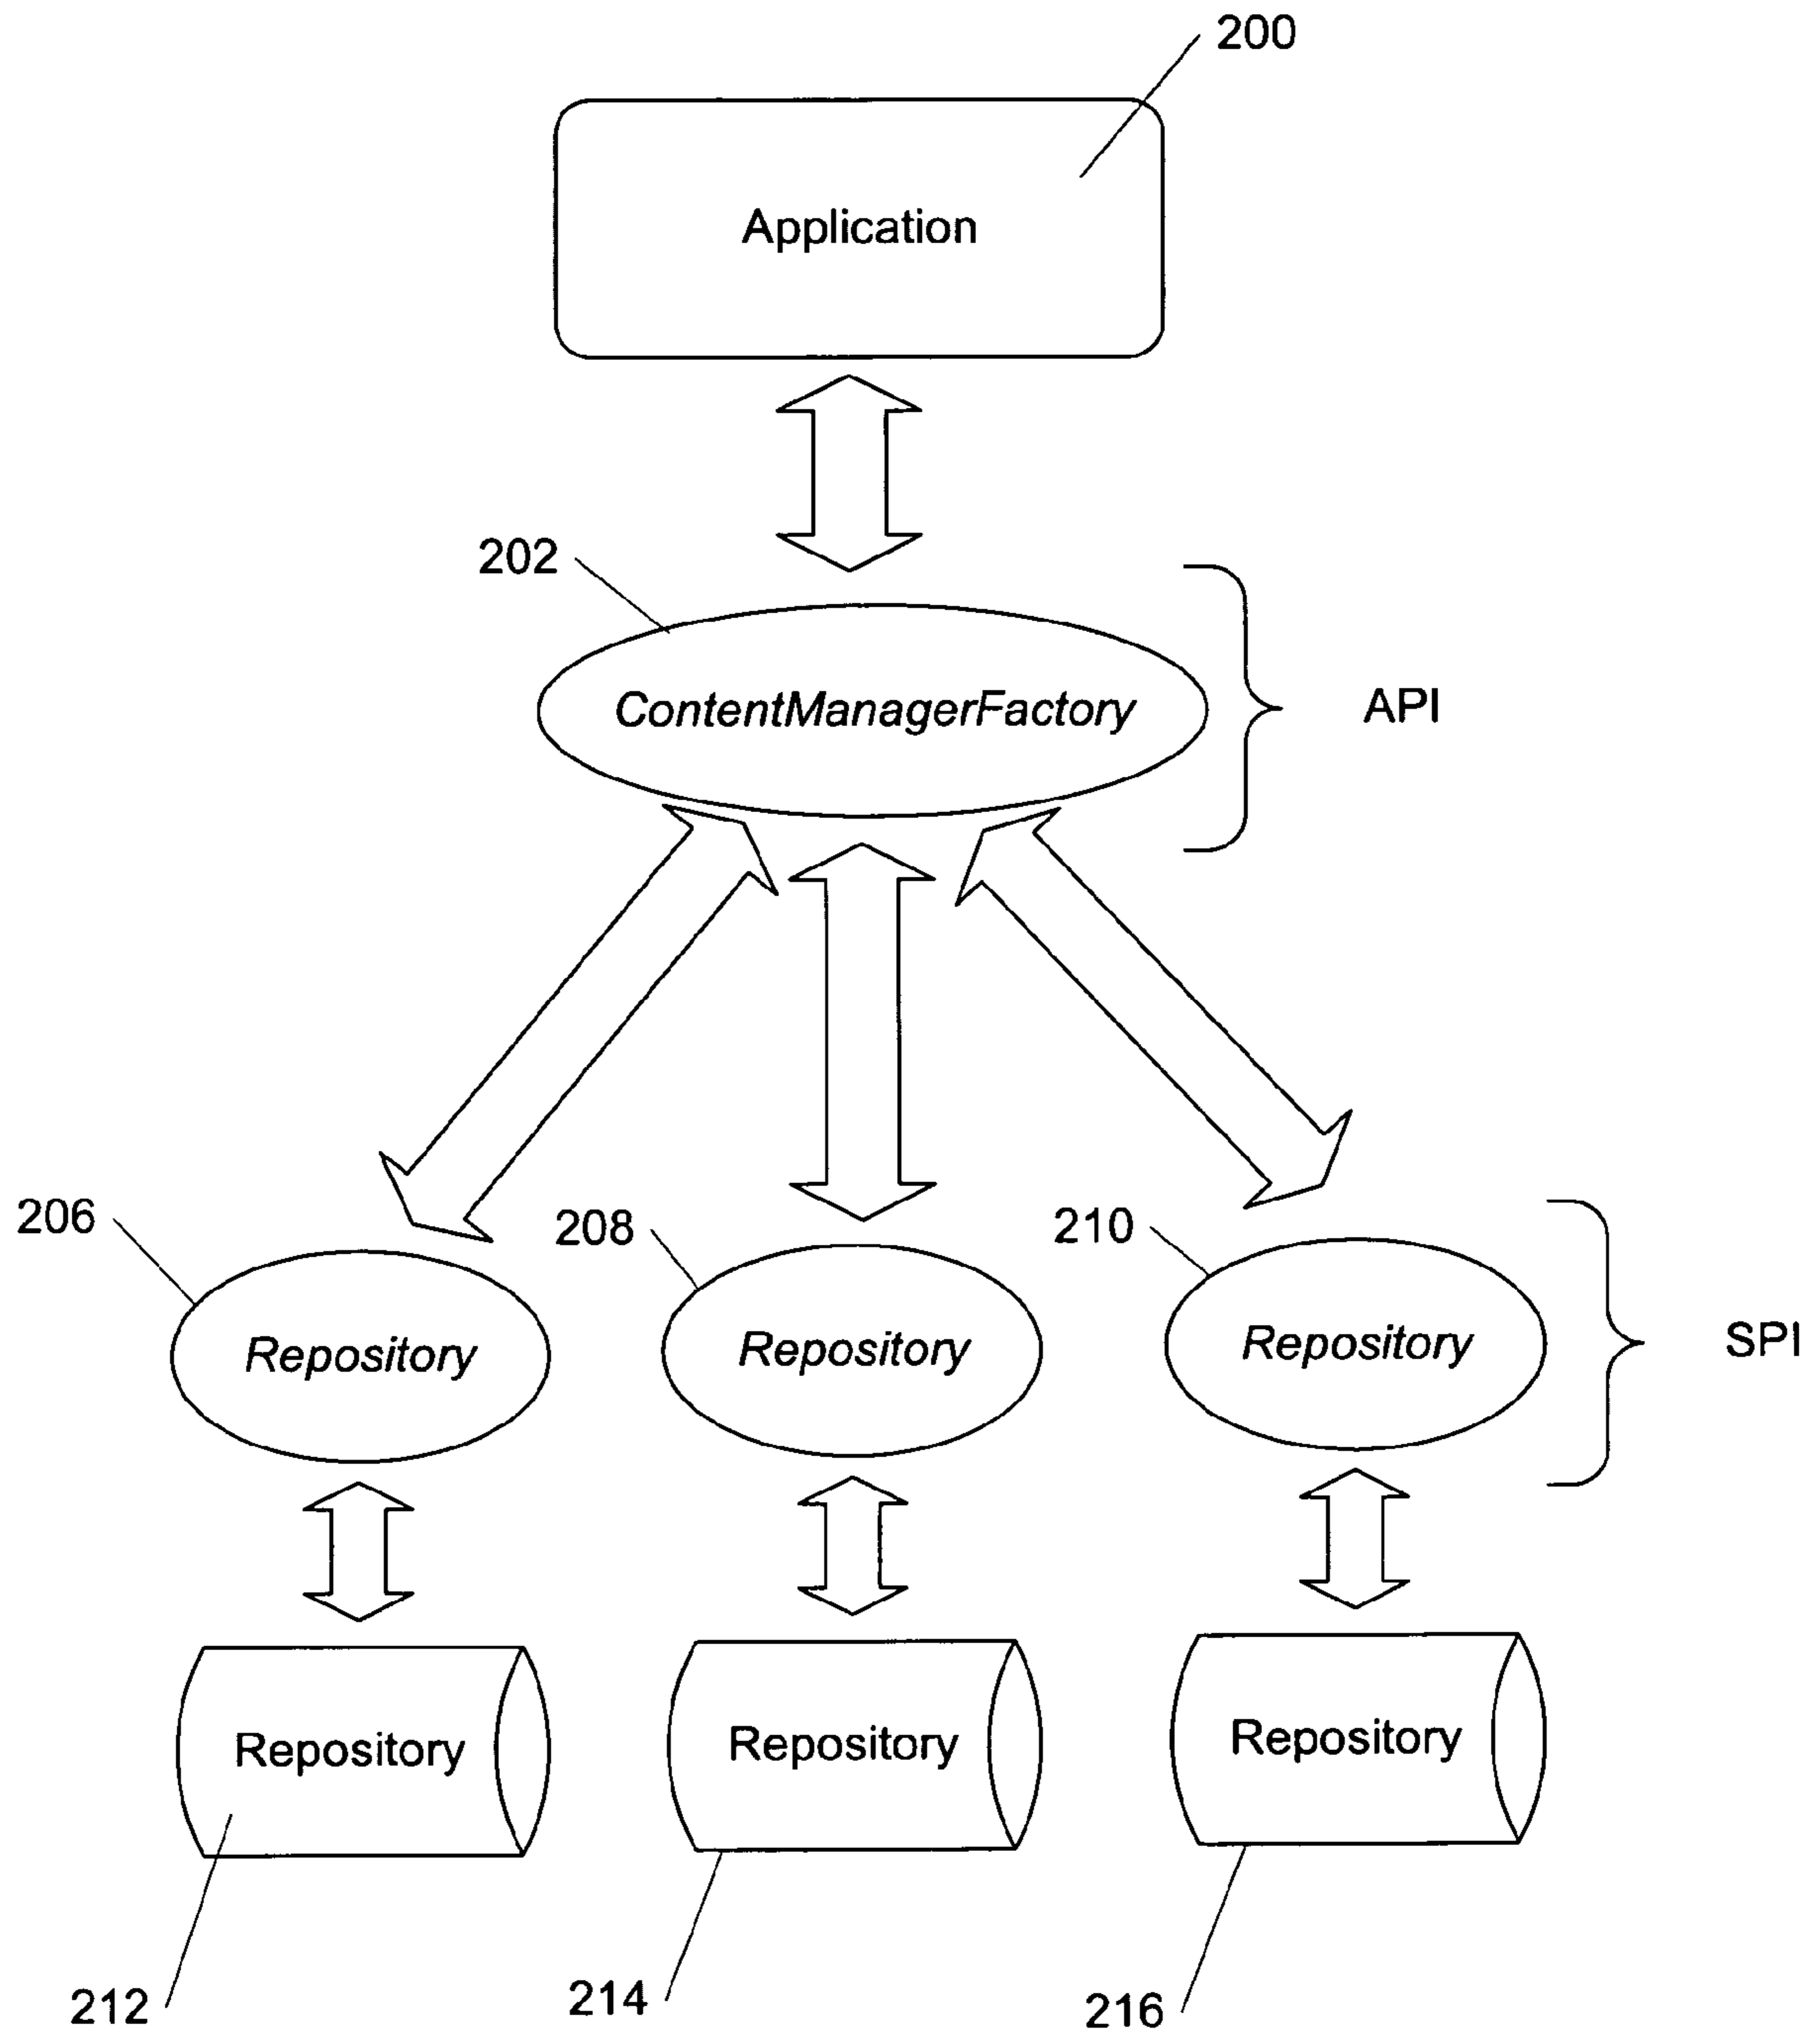 200
Application
202
ContentManagerFactory
API
206
208
210
Repository
Repository
Repository
SPI
Repository
Repository
Repository
212
214
216